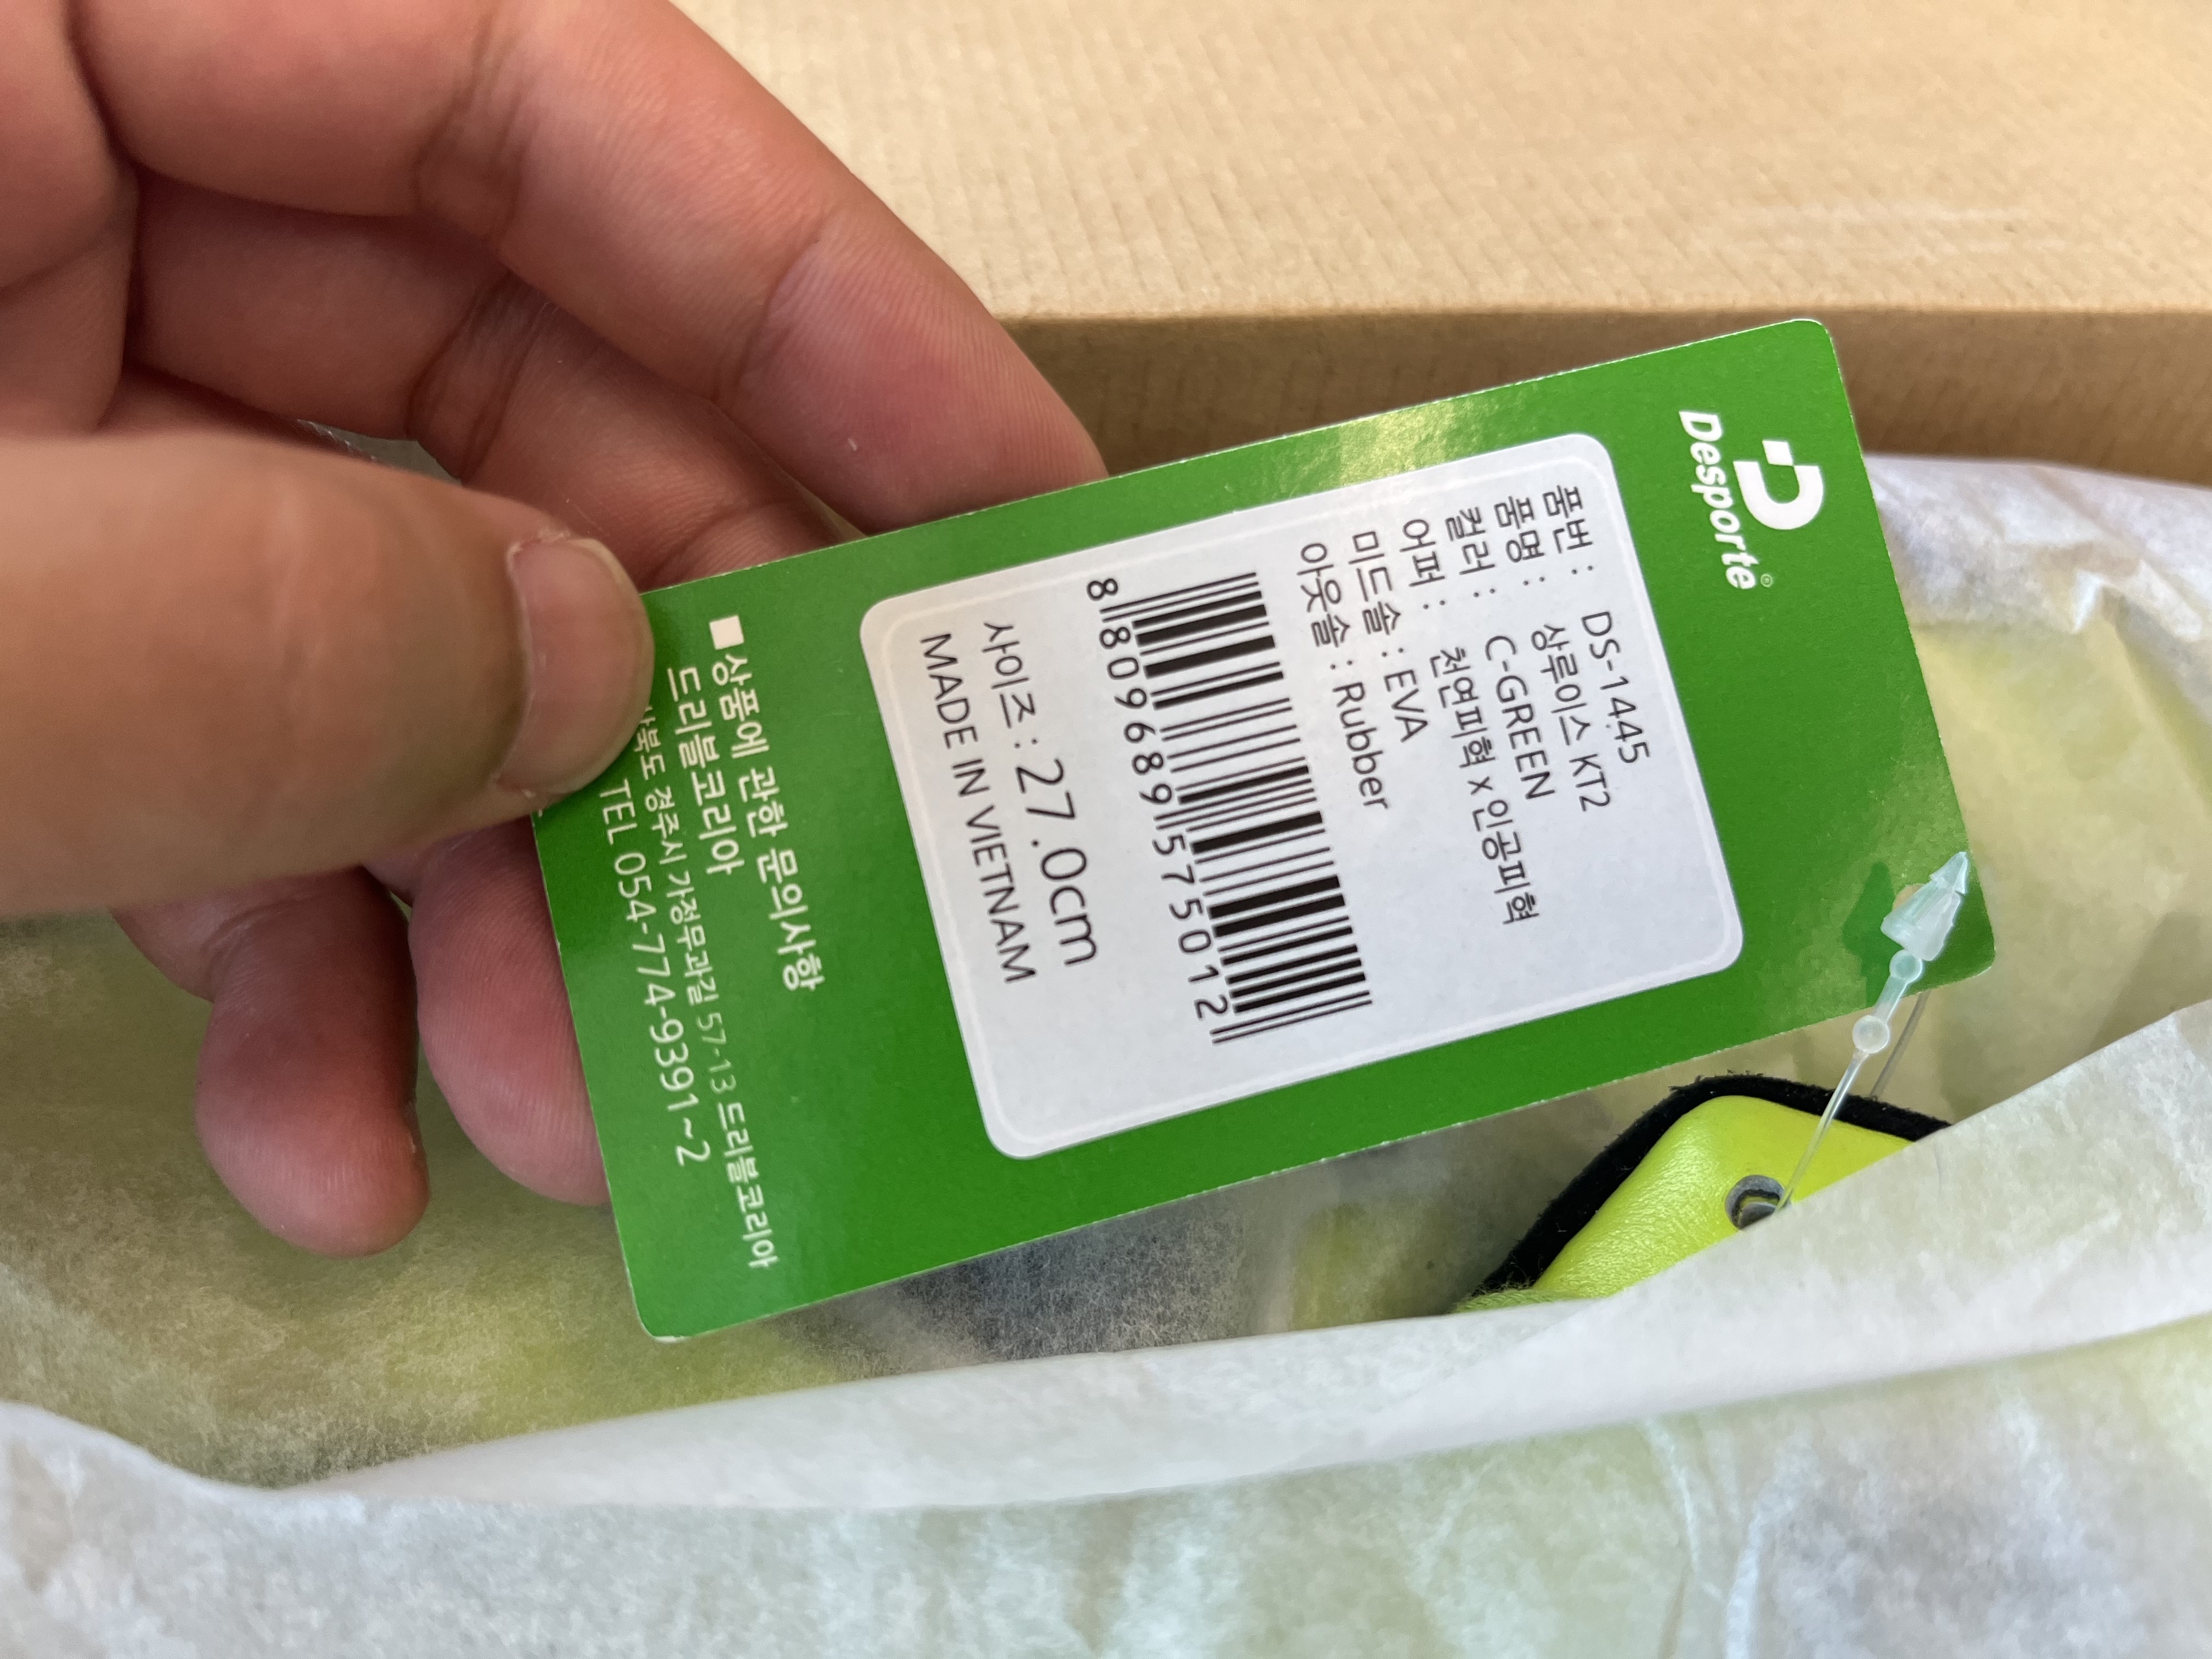 Desporte®
품번 : DS-1445
품명 : 상루이스 KT2
컬러 : C-GREEN
어퍼 : 천연피혁 x 인공피혁
미드솔 : EVA
아웃솔 : Rubber
8 809689 575012
사이즈 : 27.0cm
MADE IN VIETNAM
■상품에 관한 문의사항
드리블코리아
경주시 가정무과길 57-13 드리블코리아
TEL 054-774-9391~2